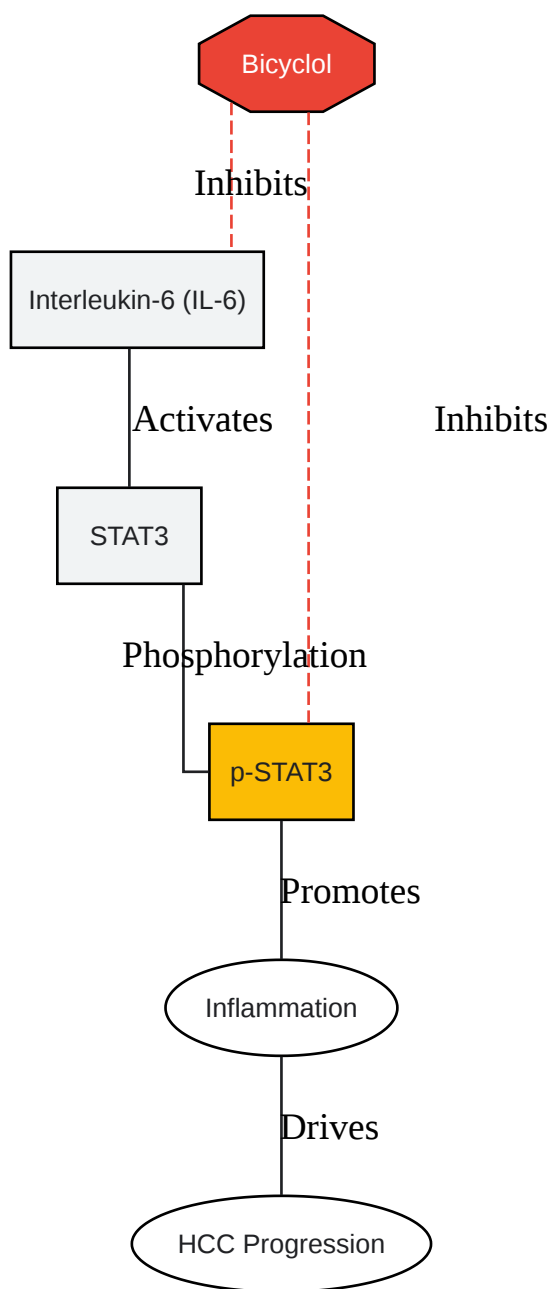 Bicyclol
Inhibits
Interleukin-6 (IL-6)
Activates
Inhibits
STAT3
Phosphorylation
p-STAT3
Promotes
Inflammation
Drives
HCC Progression